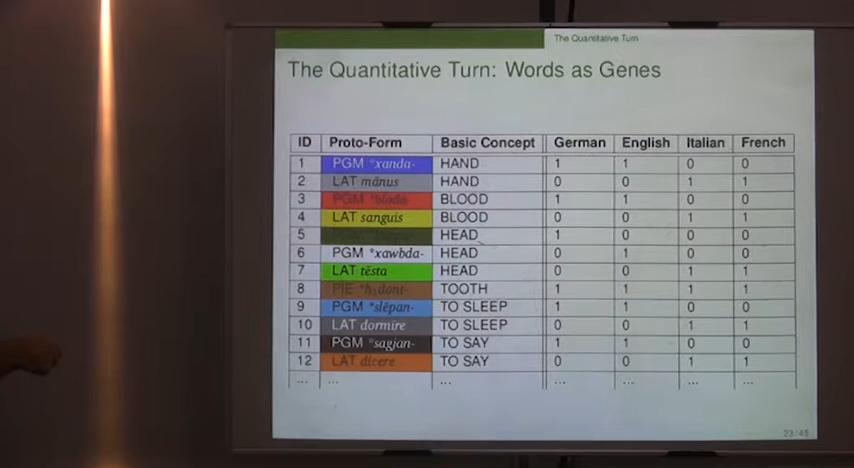 The Quantitative Turn
The Quantitative Turn: Words as Genes
ID Proto-Form Basic Concept German English Italian French
1 PGM *xanda- HAND 1 1 0 0
2 LAT mānus HAND 0 0 1 1
3 PGM *blođa- BLOOD 1 1 0 0
4 LAT sanguis BLOOD 0 0 1 1
5 HEAD 1 0 0 0
6 PGM *xawbda- HEAD 0 1 0 0
7 LAT tēsta HEAD 0 0 1 1
8 PIE *h₃dont- TOOTH 1 1 1 1
9 PGM *slēpan- TO SLEEP 1 1 0 0
10 LAT dormire TO SLEEP 0 0 1 1
11 PGM *sagjan- TO SAY 1 1 0 0
12 LAT dicere TO SAY 0 0 1 1
... ... ... ... ... ... ...
23/45